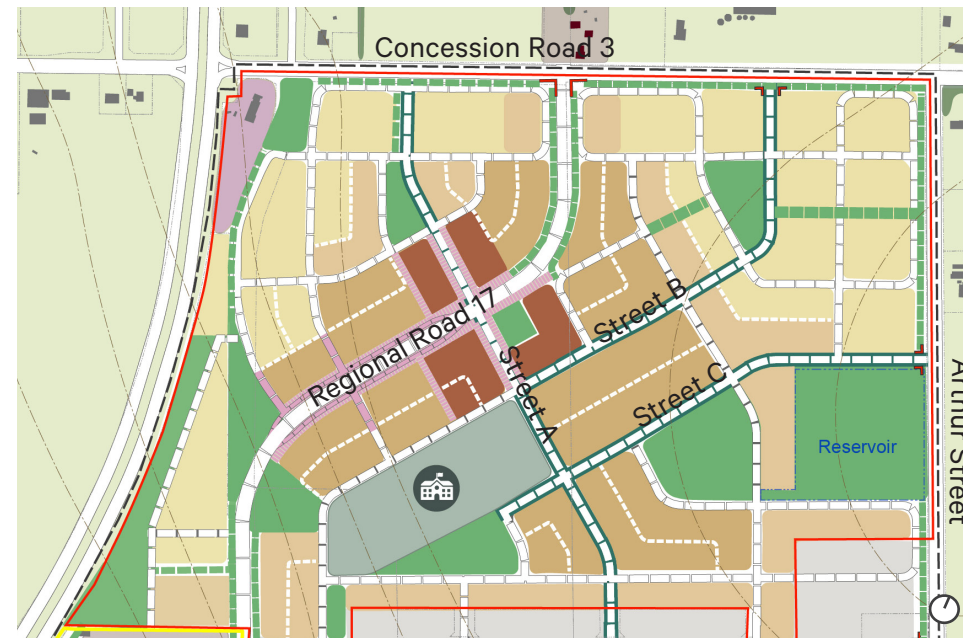 Concession Road 3
Regional Road 17
Street B
Street A
Street C
Reservoir
Arthur Street